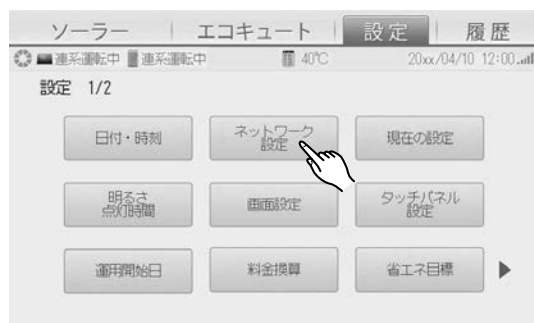 ソーラー エコキュート 設定 履歴
連系運転中 連系運転中 40℃ 20xx/04/10 12:00
設定 1/2
日付・時刻 ネットワーク設定 現在の設定
明るさ点灯時間 画面設定 タッチパネル設定
運用開始日 料金換算 省エネ目標